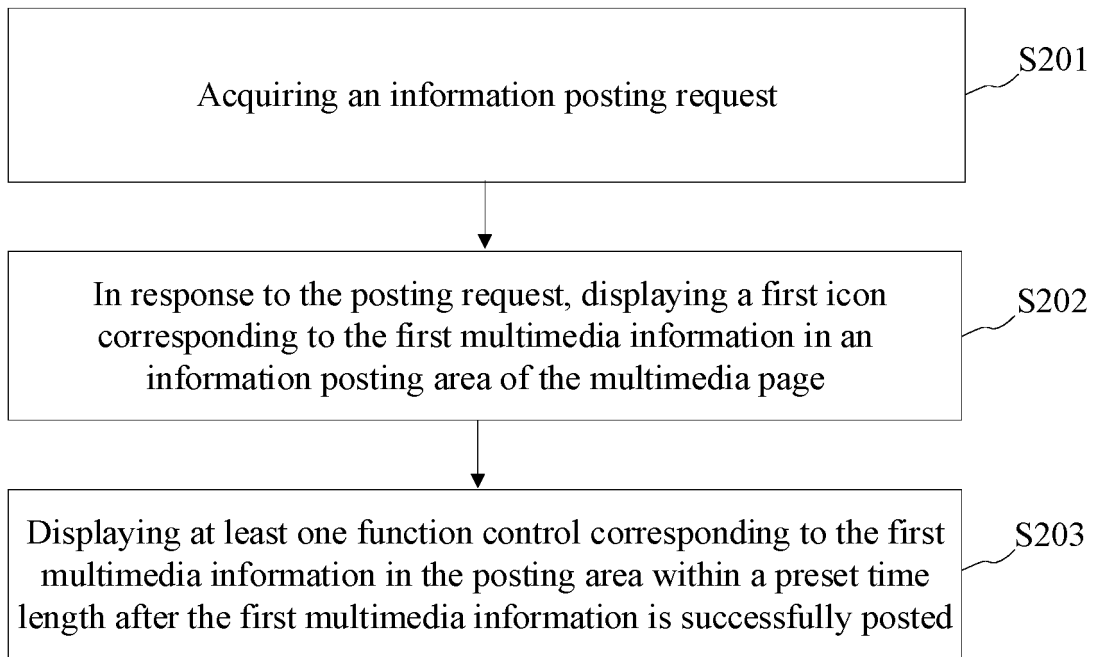 Acquiring an information posting request
S201
In response to the posting request, displaying a first icon
corresponding to the first multimedia information in an
information posting area of the multimedia page
S202
Displaying at least one function control corresponding to the first
multimedia information in the posting area within a preset time
length after the first multimedia information is successfully posted
S203